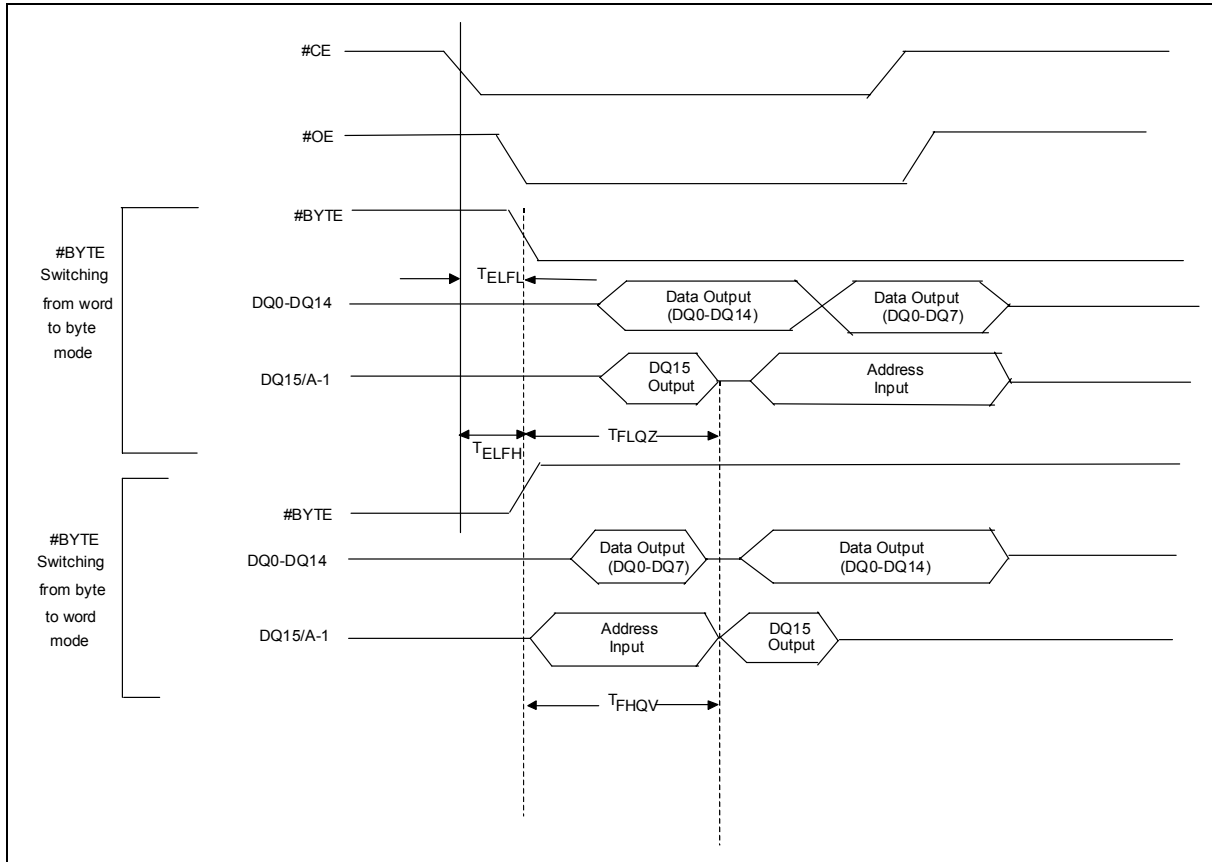 #CE
#OE
#BYTE
Switching
from word
to byte
mode
#BYTE
TELFL
DQ0-DQ14
Data Output
(DQ0-DQ14)
Data Output
(DQ0-DQ7)
DQ15/A-1
DQ15
Output
Address
Input
TELFH
TFLQZ
#BYTE
Switching
from byte
to word
mode
#BYTE
DQ0-DQ14
Data Output
(DQ0-DQ7)
Data Output
(DQ0-DQ14)
DQ15/A-1
Address
Input
DQ15
Output
TFHQV